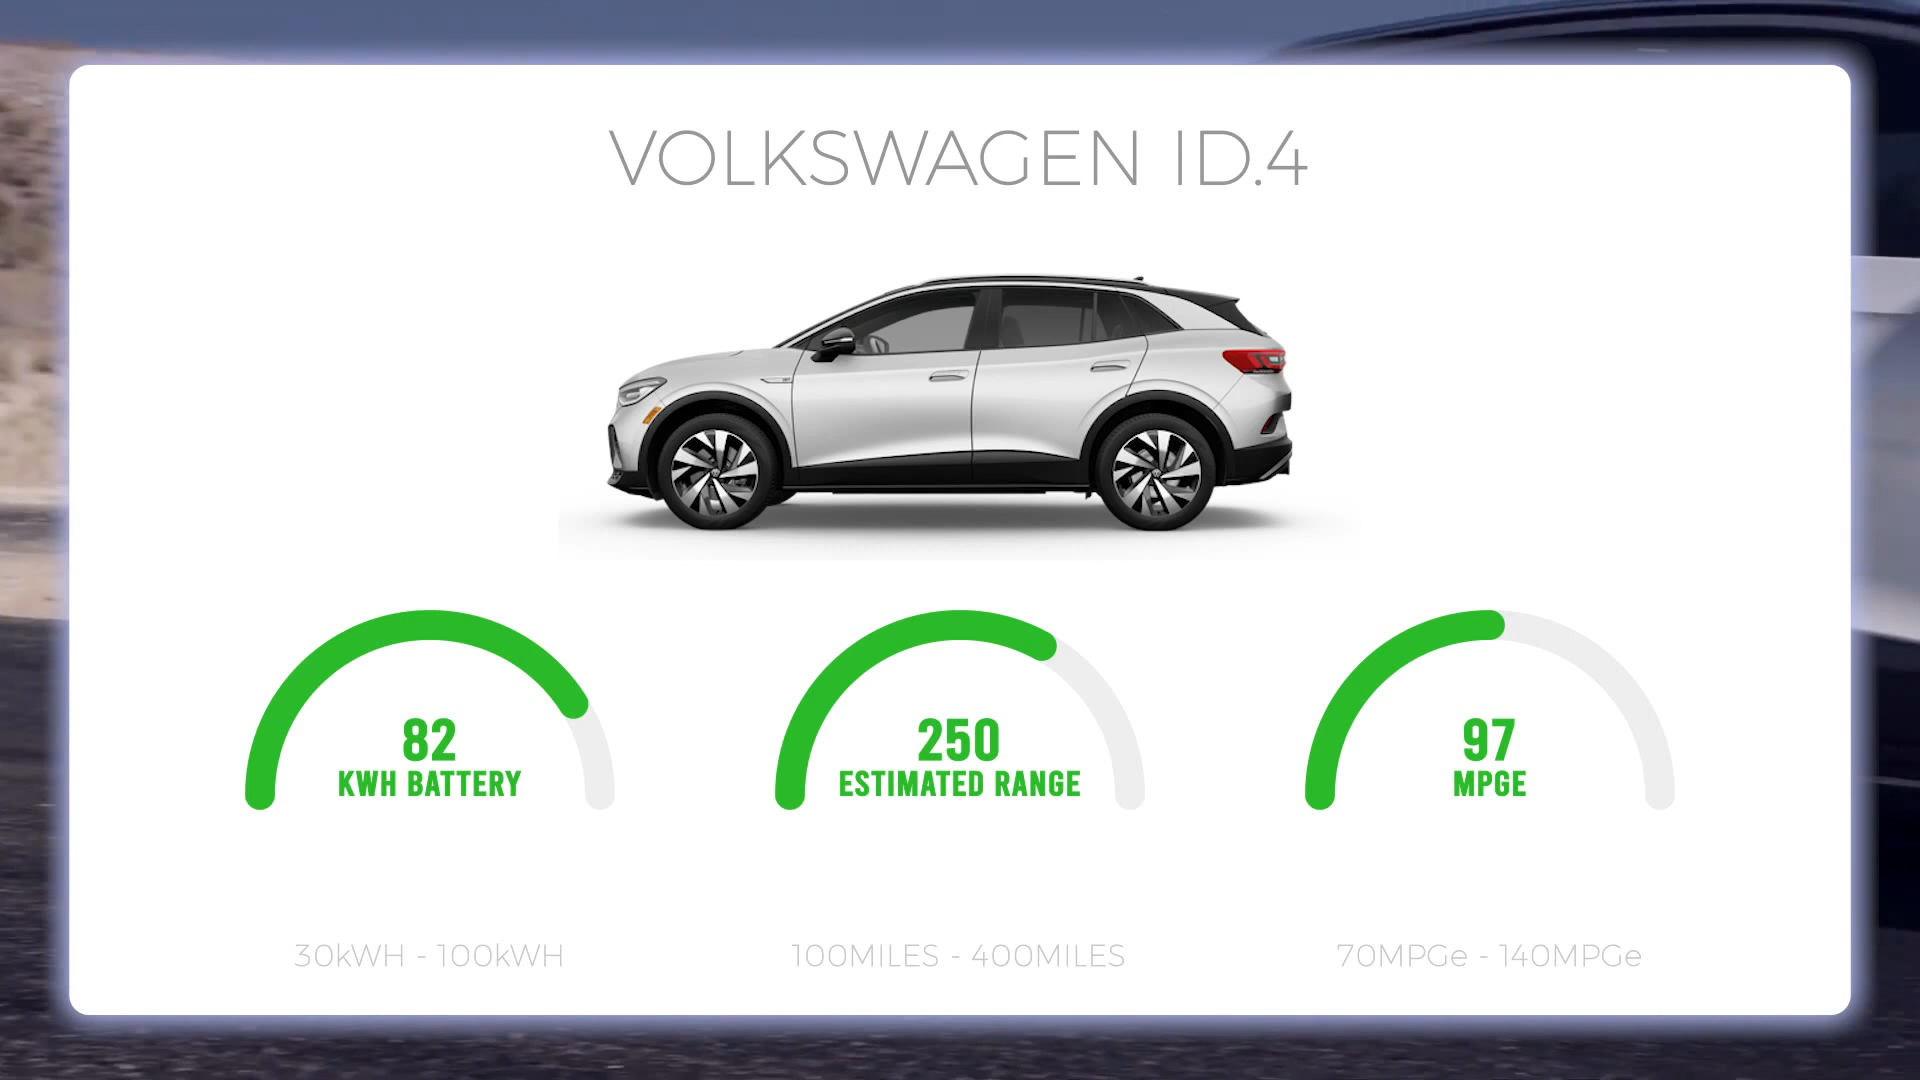 VOLKSWAGEN ID.4
82
KWH BATTERY
250
ESTIMATED RANGE
97
MPGE
30kWH - 100kWH
100MILES - 400MILES
70MPGe - 140MPGe